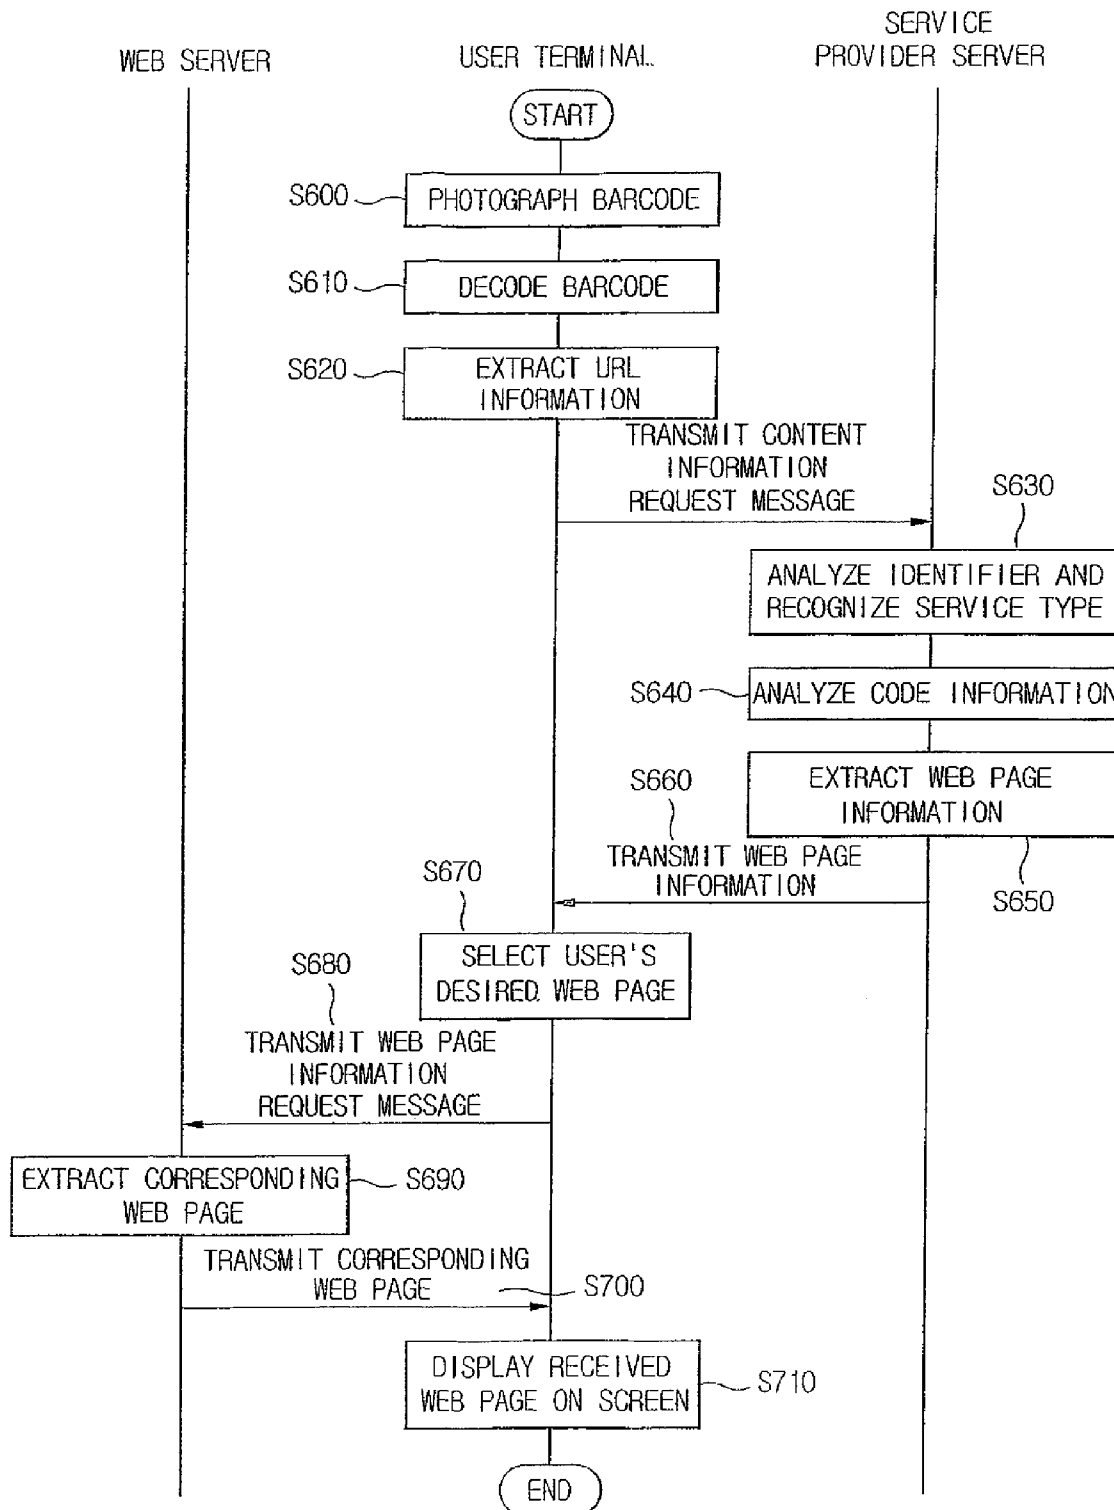 WEB SERVER
USER TERMINAL
SERVICE
PROVIDER SERVER
START
S600
PHOTOGRAPH BARCODE
S610
DECODE BARCODE
S620
EXTRACT URL
INFORMATION
TRANSMIT CONTENT
INFORMATION
REQUEST MESSAGE
S630
ANALYZE IDENTIFIER AND
RECOGNIZE SERVICE TYPE
S640
ANALYZE CODE INFORMATION
EXTRACT WEB PAGE
INFORMATION
S650
S660
TRANSMIT WEB PAGE
INFORMATION
S670
SELECT USER'S
DESIRED WEB PAGE
S680
TRANSMIT WEB PAGE
INFORMATION
REQUEST MESSAGE
EXTRACT CORRESPONDING
WEB PAGE
S690
TRANSMIT CORRESPONDING
WEB PAGE
S700
DISPLAY RECEIVED
WEB PAGE ON SCREEN
S710
END